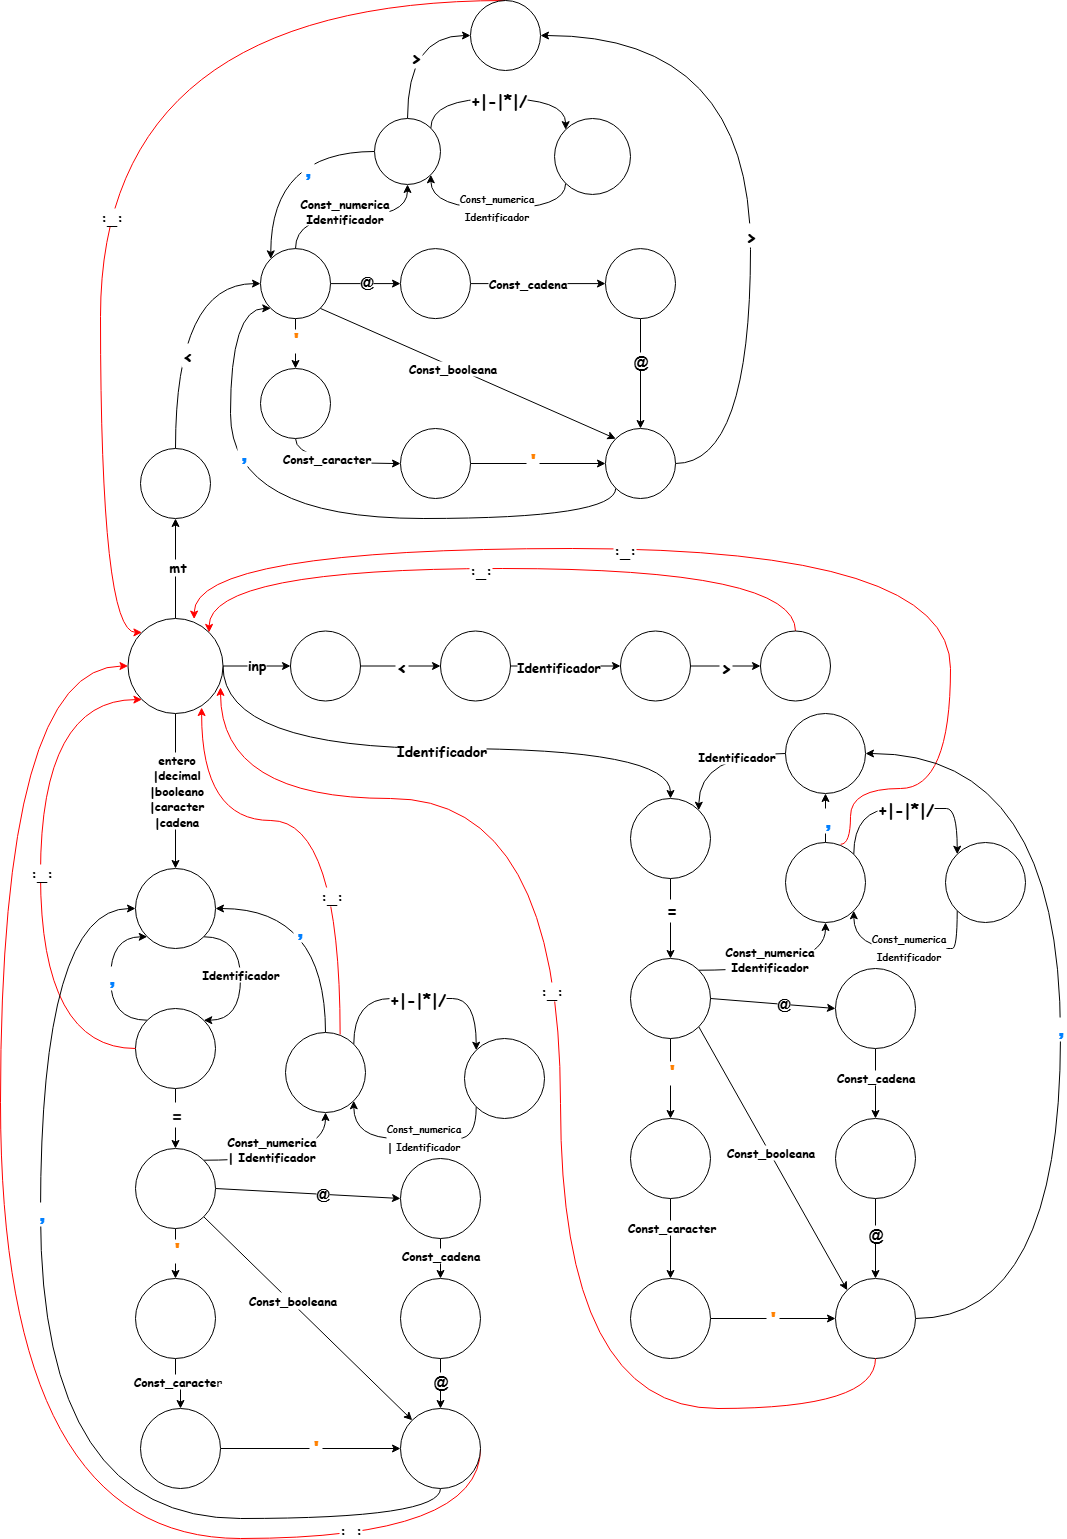 >
+|-|*|/
,
Const_numerica
Identificador
Const_numerica
Identificador
:_:
>
@
Const_cadena
'
<
Const_booleana
@
Const_caracter
'
,
mt
:_:
:_:
inp
<
Identificador
>
Identificador
Identificador
entero
|decimal
|booleano
|caracter
|cadena
+|-|*|/
,
:_:
:_:
=
,
Const_numerica
Identificador
Const_numerica
Identificador
Identificador
,
:_:
+|-|*|/
@
,
'
Const_cadena
=
Const_numerica
| Identificador
Const_numerica
| Identificador
Const_booleana
@
,
Const_caracter
@
'
Const_cadena
Const_booleana
'
Const_caracter
@
'
:_: